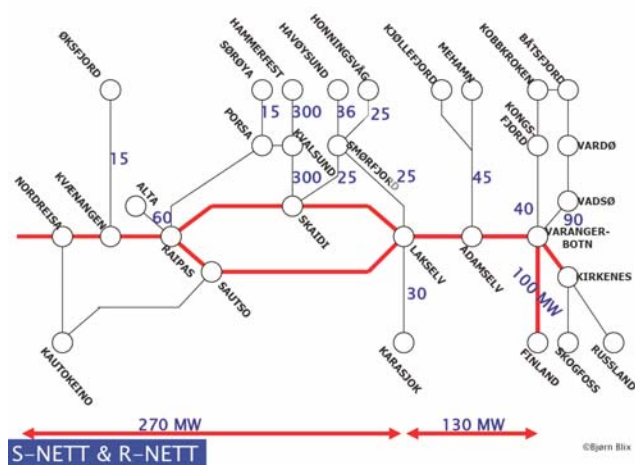 ØKSFJORD
SØRØYA
HAMMERFEST
HAVØYSUND
HONNINGSVÅG
KJØLLEFJORD
MEHAMN
KOBBKROKEN
BÅTSFJORD
15
300
36
25
PORSA
KVALSUND
SMØRFJORD
KONGS-
FJORD
VARDØ
15
NORDREISA
KVÆNANGEN
ALTA
60
300
25
25
45
40
VADSØ
90
SKAIDI
RAIPAS
SAUTSO
LAKSELV
ADAMSELV
VARANGER-
BOTN
KIRKENES
100 MW
30
KAUTOKEINO
KARASJOK
FINLAND
SKOGFOSS
RUSSLAND
270 MW
130 MW
S-NETT & R-NETT
©Bjørn Blix